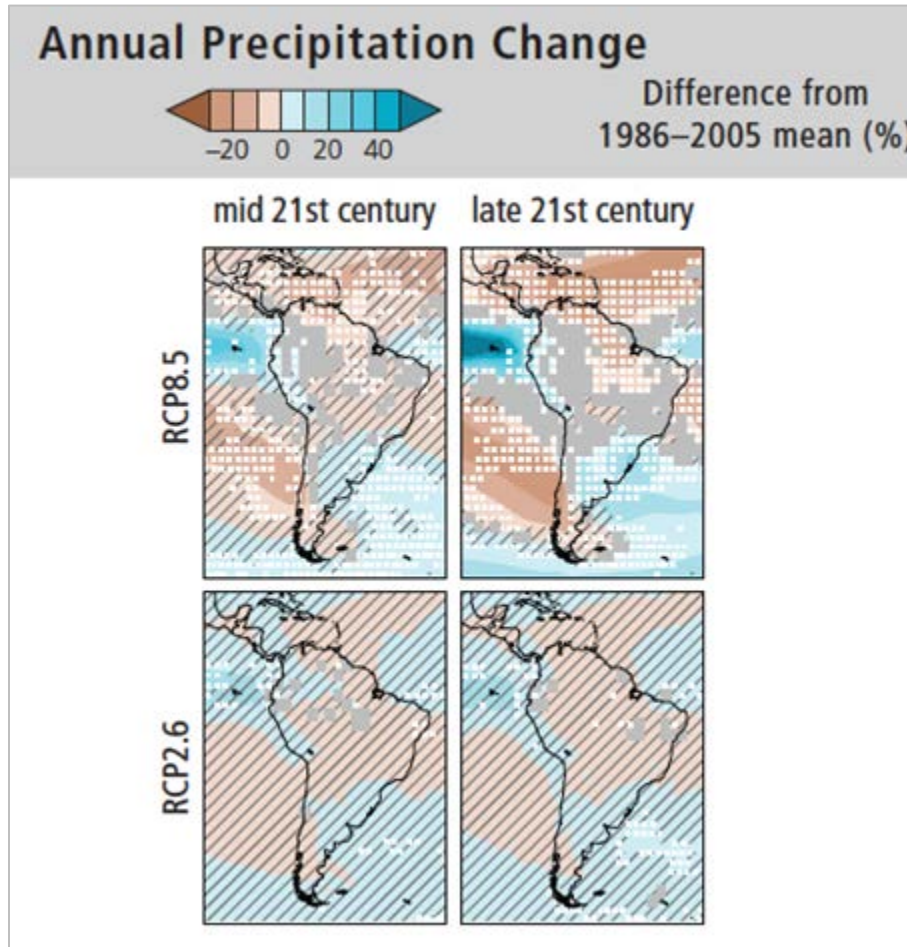 Annual Precipitation Change
Difference from
1986–2005 mean (%)
–20 0 20 40
mid 21st century late 21st century
RCP8.5
RCP2.6